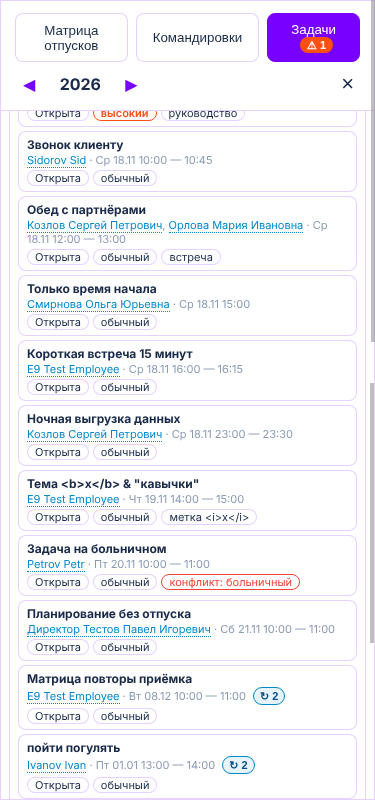 Матрица
отпусков
Командировки
Задачи
⚠ 1
◀ 2026 ▶ ×
Открыта высокий руководство
Звонок клиенту
Sidorov Sid · Ср 18.11 10:00 — 10:45
Открыта обычный
Обед с партнёрами
Козлов Сергей Петрович, Орлова Мария Ивановна · Ср
18.11 12:00 — 13:00
Открыта обычный встреча
Только время начала
Смирнова Ольга Юрьевна · Ср 18.11 15:00
Открыта обычный
Короткая встреча 15 минут
E9 Test Employee · Ср 18.11 16:00 — 16:15
Открыта обычный
Ночная выгрузка данных
Козлов Сергей Петрович · Ср 18.11 23:00 — 23:30
Открыта обычный
Тема <b>x</b> & "кавычки"
E9 Test Employee · Чт 19.11 14:00 — 15:00
Открыта обычный метка <i>x</i>
Задача на больничном
Petrov Petr · Пт 20.11 10:00 — 11:00
Открыта обычный конфликт: больничный
Планирование без отпуска
Директор Тестов Павел Игоревич · Сб 21.11 10:00 — 11:00
Открыта обычный
Матрица повторы приёмка
E9 Test Employee · Вт 08.12 10:00 — 11:00 ↻ 2
Открыта обычный
пойти погулять
Ivanov Ivan · Пт 01.01 13:00 — 14:00 ↻ 2
Открыта обычный